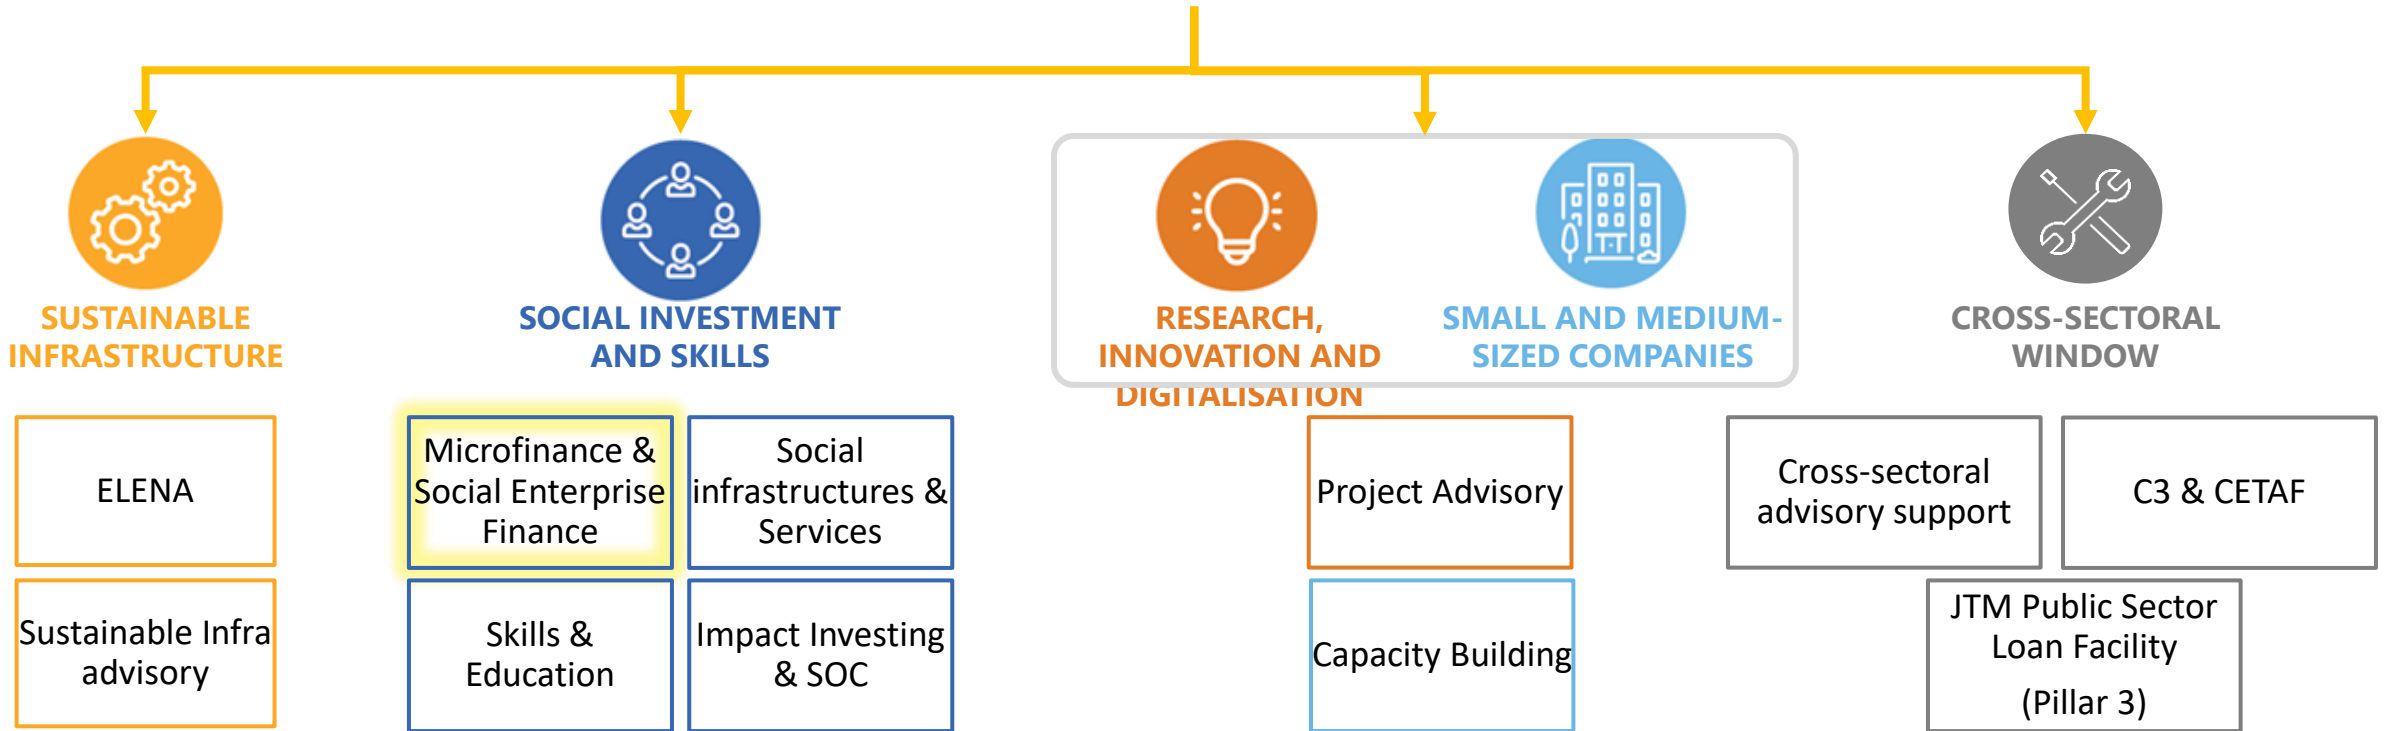 SUSTAINABLE
INFRASTRUCTURE
SOCIAL INVESTMENT
AND SKILLS
RESEARCH,
INNOVATION AND
DIGITALISATION
SMALL AND MEDIUM-
SIZED COMPANIES
CROSS-SECTORAL
WINDOW
ELENA
Sustainable Infra
advisory
Microfinance &
Social Enterprise
Finance
Social
infrastructures &
Services
Skills &
Education
Impact Investing
& SOC
Project Advisory
Capacity Building
Cross-sectoral
advisory support
C3 & CETAF
JTM Public Sector
Loan Facility
(Pillar 3)